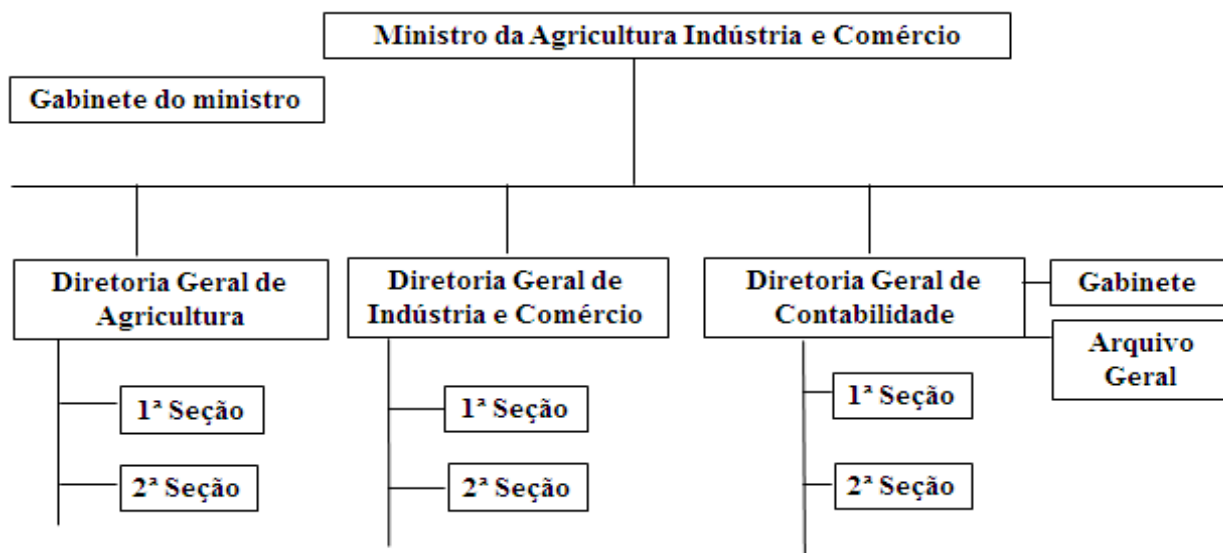 Ministro da Agricultura Indústria e Comércio
Gabinete do ministro
Diretoria Geral de
Agricultura
1ª Seção
2ª Seção
Diretoria Geral de
Indústria e Comércio
1ª Seção
2ª Seção
Diretoria Geral de
Contabilidade
Gabinete
Arquivo
Geral
1ª Seção
2ª Seção